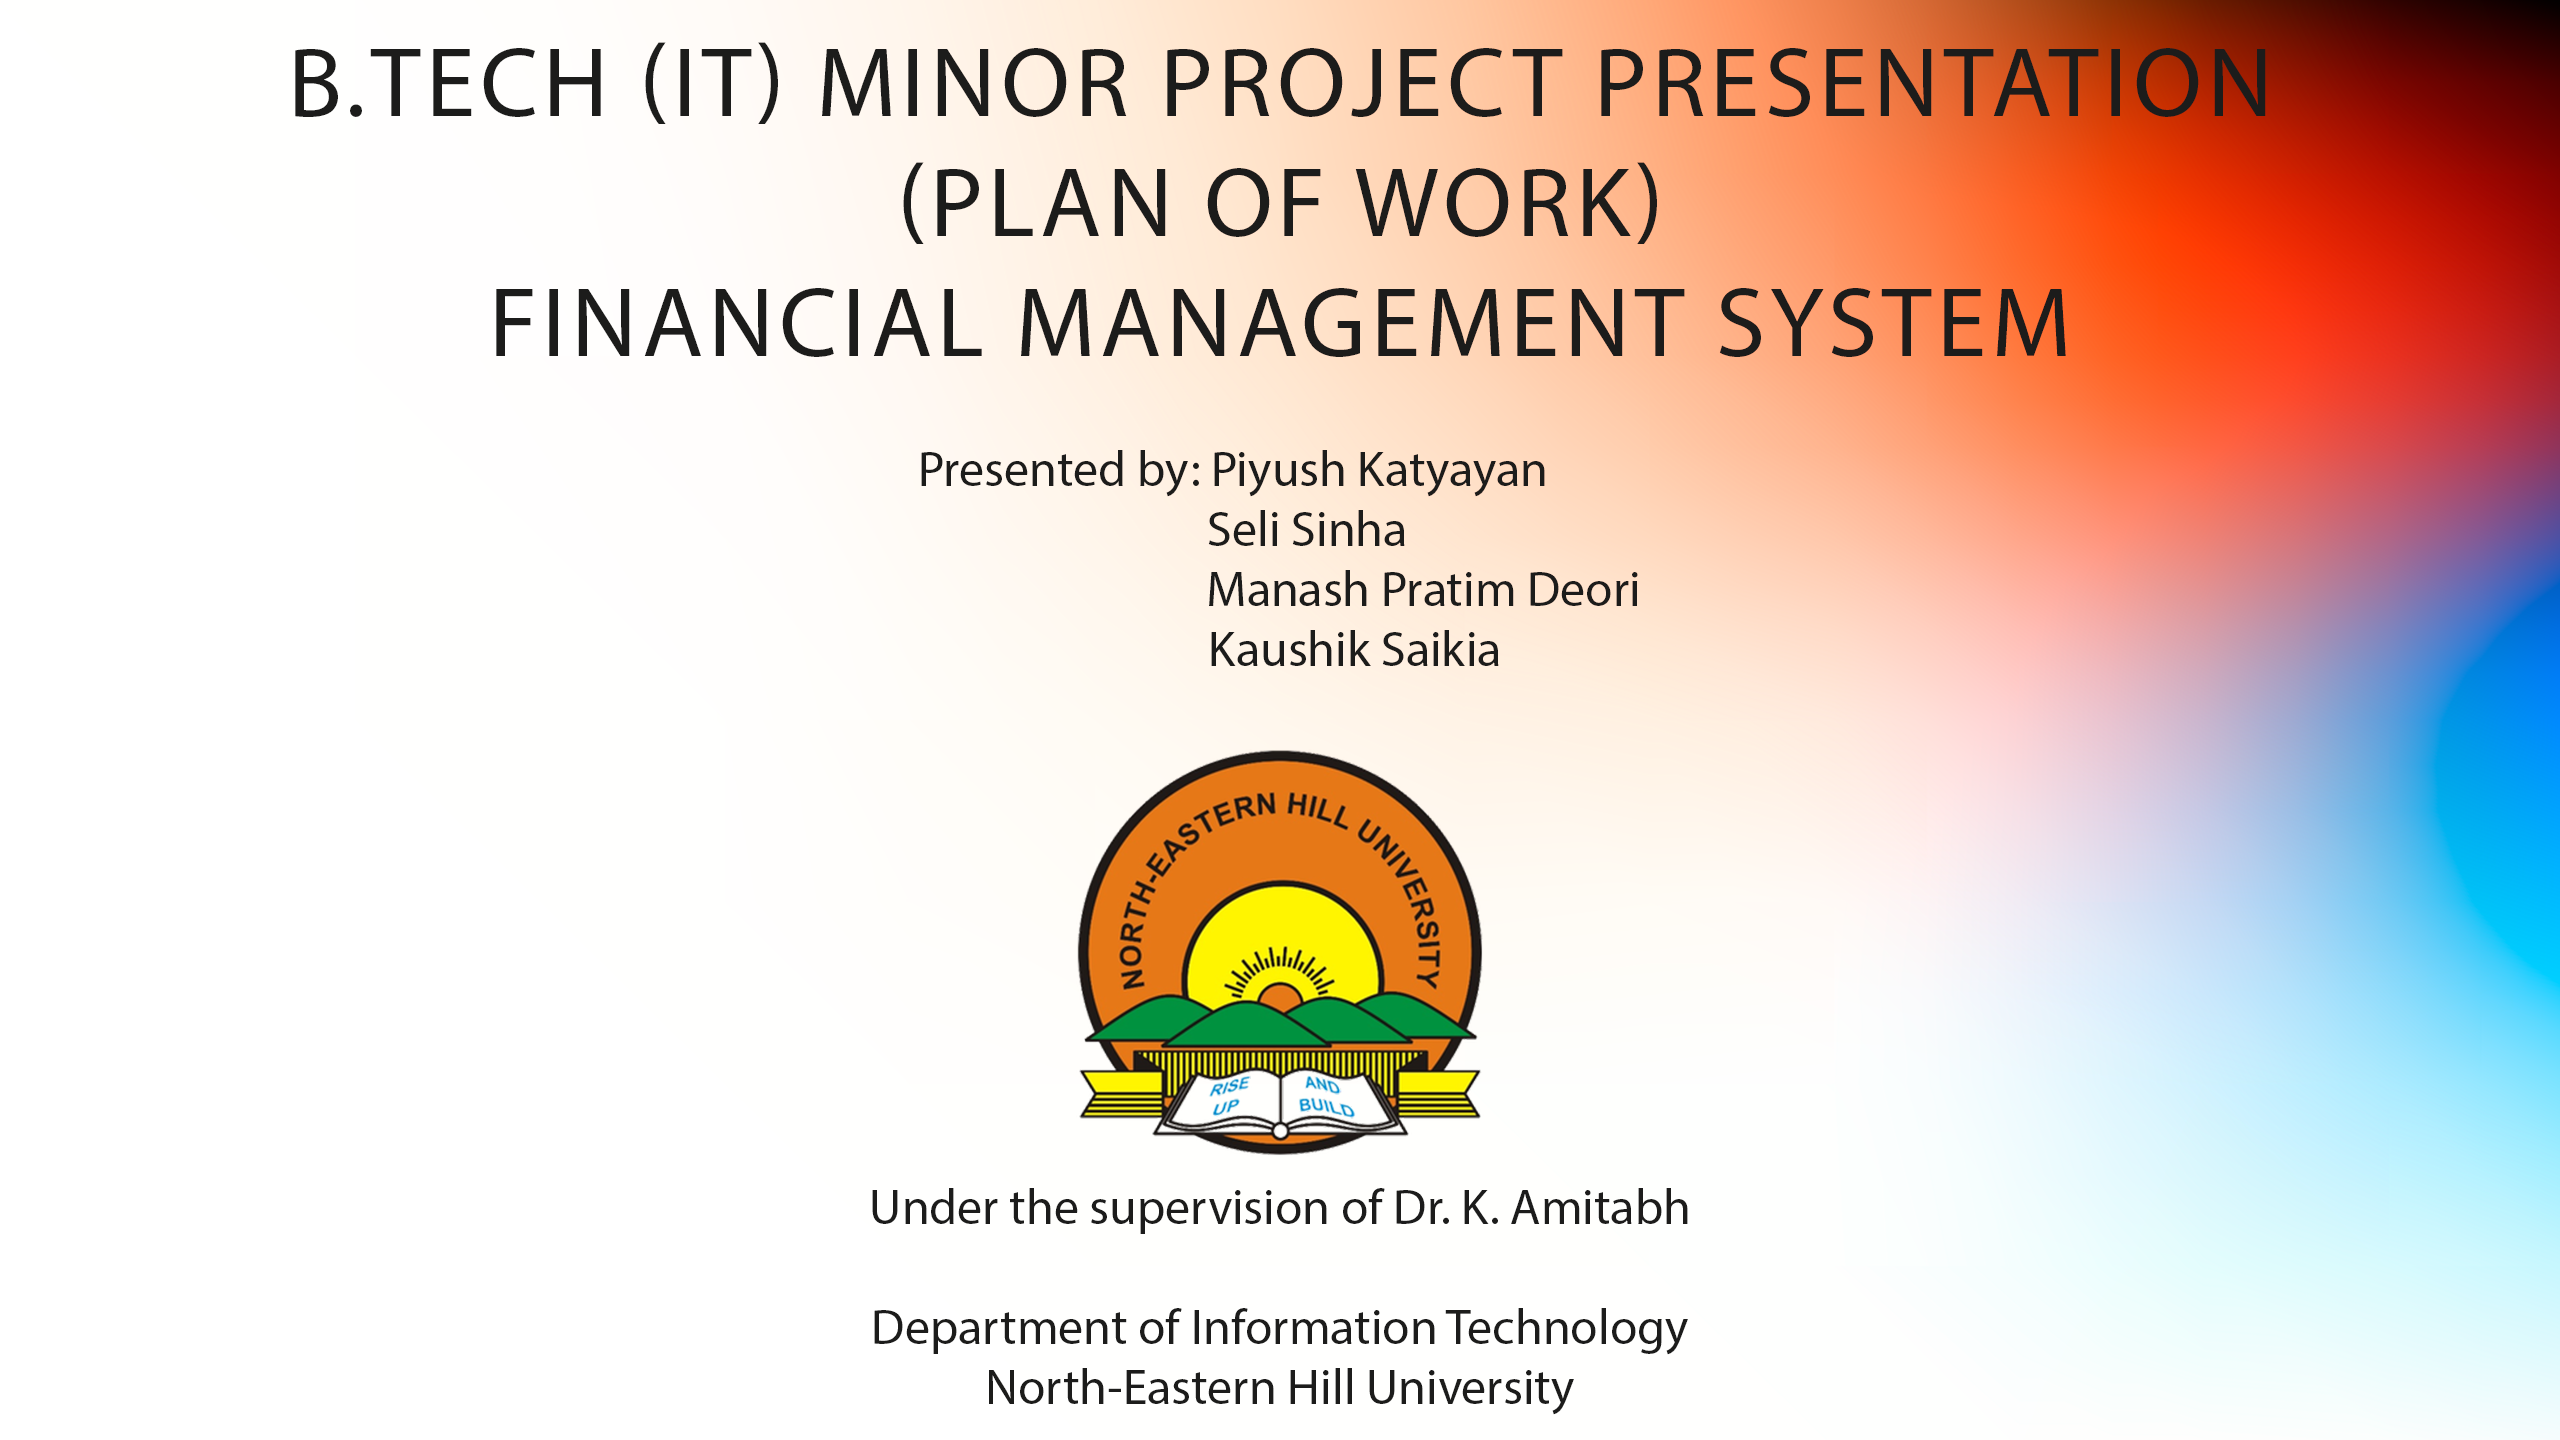 B.TECH (IT) MINOR PROJECT PRESENTATION
(PLAN OF WORK)
FINANCIAL MANAGEMENT SYSTEM
Presented by: Piyush Katyayan
Seli Sinha
Manash Pratim Deori
Kaushik Saikia
NORTH-EASTERN HILL UNIVERSITY
RISE UP
AND BUILD
Under the supervision of Dr. K. Amitabh
Department of Information Technology
North-Eastern Hill University